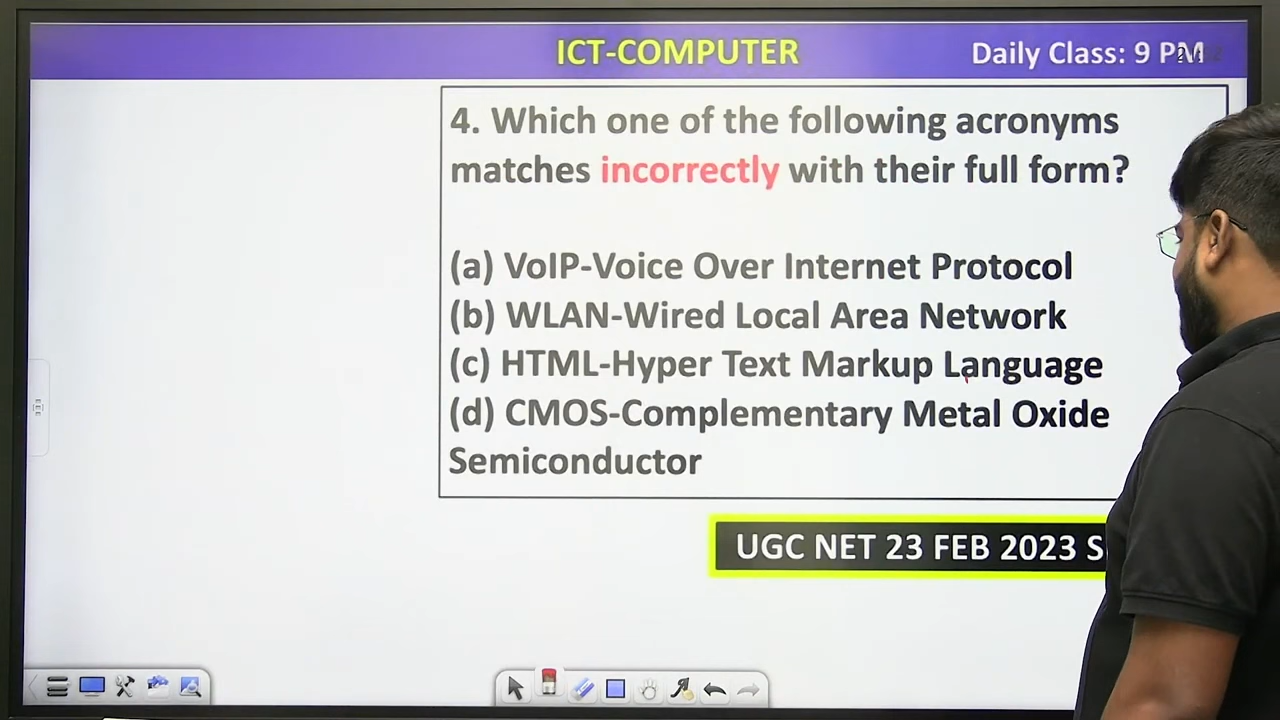 ICT-COMPUTER
Daily Class: 9 PM
4. Which one of the following acronyms
matches incorrectly with their full form?
(a) VoIP-Voice Over Internet Protocol
(b) WLAN-Wired Local Area Network
(c) HTML-Hyper Text Markup Language
(d) CMOS-Complementary Metal Oxide
Semiconductor
UGC NET 23 FEB 2023 S